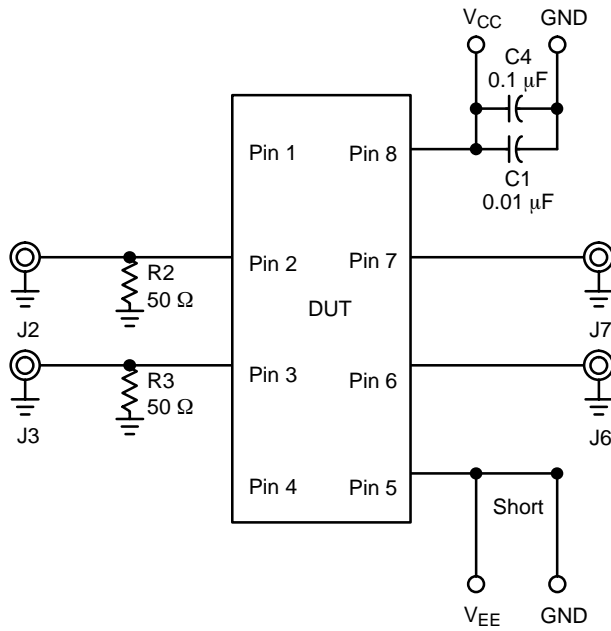 VCC GND
C4
0.1 μF
Pin 1 Pin 8
C1
0.01 μF
Pin 2 Pin 7
R2
50 Ω
DUT
J2 J7
Pin 3 Pin 6
R3
50 Ω
J3 J6
Pin 4 Pin 5
Short
VEE GND